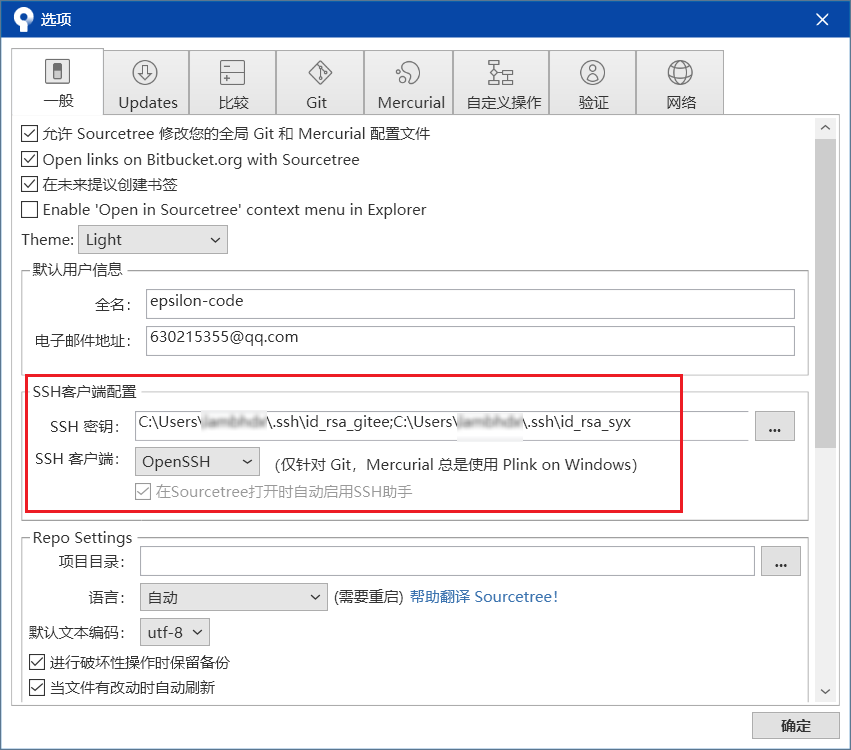 选项
一般 Updates 比较 Git Mercurial 自定义操作 验证 网络
允许 Sourcetree 修改您的全局 Git 和 Mercurial 配置文件
Open links on Bitbucket.org with Sourcetree
在未来提议创建书签
Enable 'Open in Sourcetree' context menu in Explorer
Theme: Light
默认用户信息
全名: epsilon-code
电子邮件地址: 630215355@qq.com
SSH客户端配置
SSH 密钥: C:\Users\ \.ssh\id_rsa_gitee;C:\Users\ \.ssh\id_rsa_syx ...
SSH 客户端: OpenSSH (仅针对 Git，Mercurial 总是使用 Plink on Windows)
在Sourcetree打开时自动启用SSH助手
Repo Settings
项目目录: ...
语言: 自动 (需要重启) 帮助翻译 Sourcetree!
默认文本编码: utf-8
进行破坏性操作时保留备份
当文件有改动时自动刷新
确定